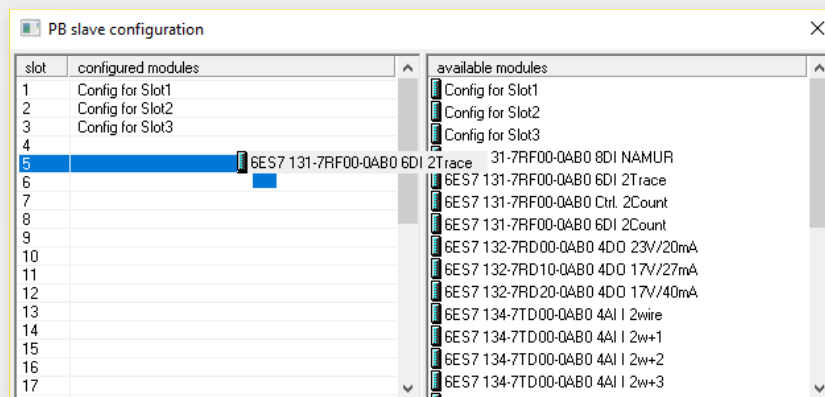 PB slave configuration
slot configured modules
1 Config for Slot1
2 Config for Slot2
3 Config for Slot3
4
5 6ES7 131-7RF00-0AB0 6DI 2Trace
6
7
8
9
10
11
12
13
14
15
16
17
available modules
Config for Slot1
Config for Slot2
Config for Slot3
31-7RF00-0AB0 8DI NAMUR
6ES7 131-7RF00-0AB0 6DI 2Trace
6ES7 131-7RF00-0AB0 Ctrl. 2Count
6ES7 131-7RF00-0AB0 6DI 2Count
6ES7 132-7RD00-0AB0 4DO 23V/20mA
6ES7 132-7RD10-0AB0 4DO 17V/27mA
6ES7 132-7RD20-0AB0 4DO 17V/40mA
6ES7 134-7TD00-0AB0 4AI I 2wire
6ES7 134-7TD00-0AB0 4AI I 2w+1
6ES7 134-7TD00-0AB0 4AI I 2w+2
6ES7 134-7TD00-0AB0 4AI I 2w+3